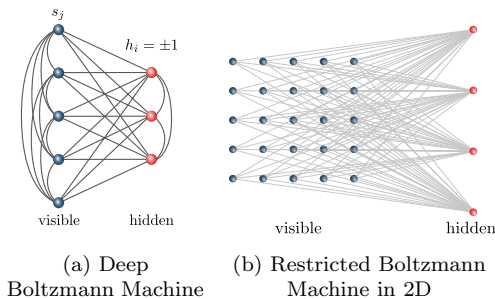 s_j
h_i = ±1
visible
hidden
visible
hidden
(a) Deep
Boltzmann Machine
(b) Restricted Boltzmann
Machine in 2D